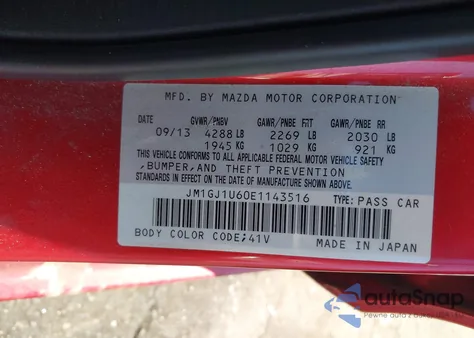 MFD. BY MAZDA MOTOR CORPORATION
DATE GVWR/PNBV GAWR/PNBE FRT GAWR/PNBE RR
09/13 4288 LB 2269 LB 2030 LB
1945 KG 1029 KG 921 KG
THIS VEHICLE CONFORMS TO ALL APPLICABLE FEDERAL MOTOR VEHICLE SAFETY,
BUMPER, AND THEFT PREVENTION
STANDARDS IN EFFECT ON THE DATE OF MANUFACTURE SHOWN ABOVE.
JM1GJ1U60E1143516 TYPE: PASS CAR
BODY COLOR CODE;41V MADE IN JAPAN
autoSnap
Pewne auta z